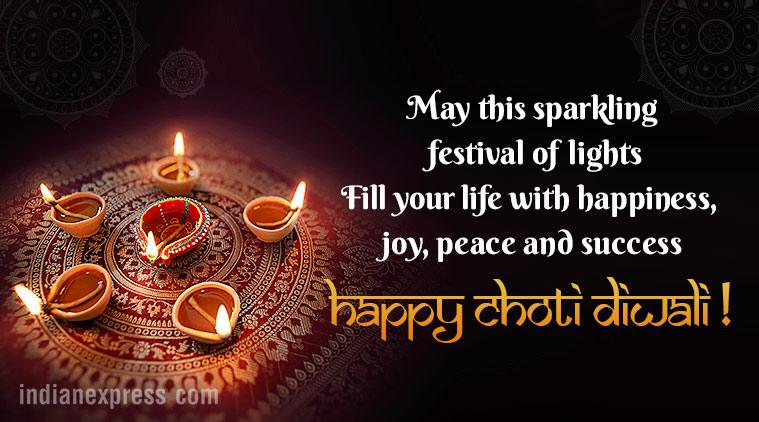 May this sparkling
festival of lights
Fill your life with happiness,
joy, peace and success
Happy Choti Diwali !
indianexpress.com